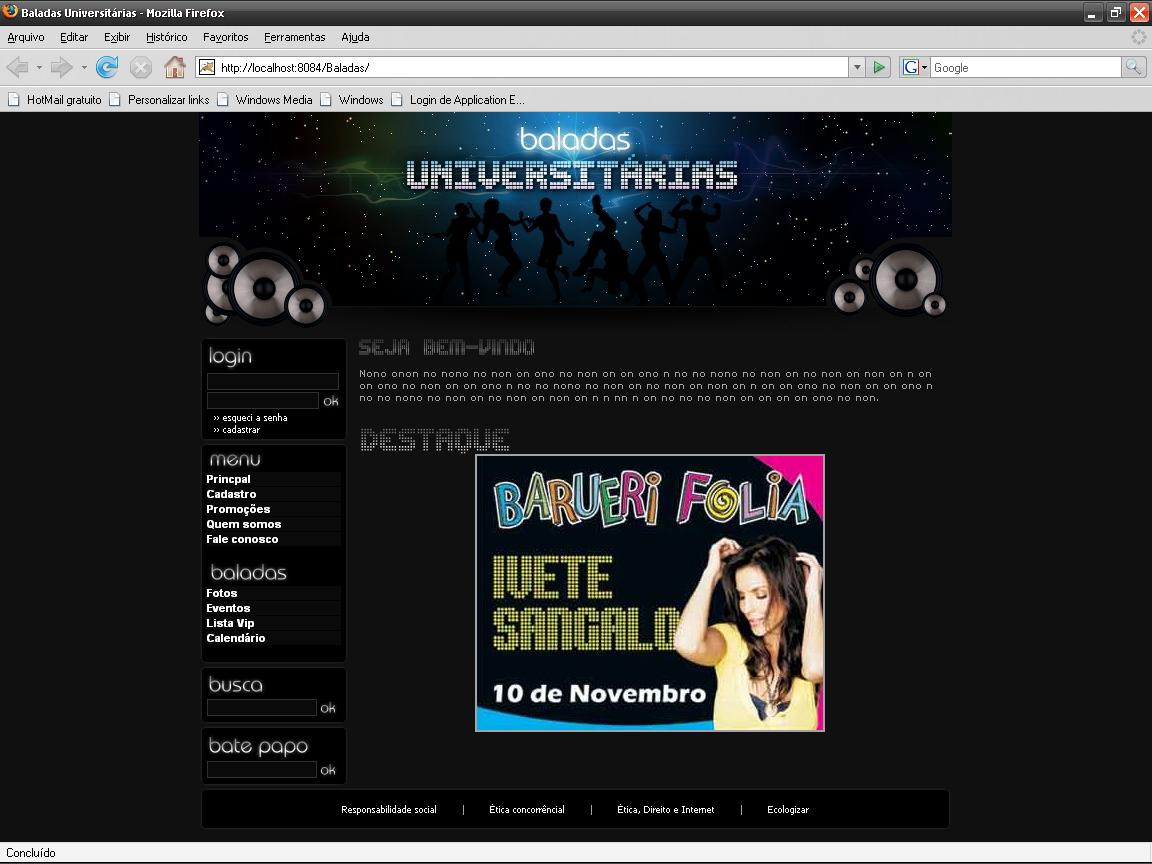 Baladas Universitárias - Mozilla Firefox
Arquivo Editar Exibir Histórico Favoritos Ferramentas Ajuda
http://localhost:8084/Baladas/
G
Google
HotMail gratuito Personalizar links Windows Media Windows Login de Application E...
baladas
UNIVERSITÁRIAS
login
ok
» esqueci a senha
» cadastrar
menu
Princpal
Cadastro
Promoções
Quem somos
Fale conosco
baladas
Fotos
Eventos
Lista Vip
Calendário
busca
ok
bate papo
ok
SEJA BEM-VINDO
Nono onon no nono no non on ono no non on on ono n no no nono no non on no non on non on n on
on ono no non on on ono n no no nono no non on non on non on n on on ono no non on on ono n
no no nono no non on no non on non on n n nn n on no no no non on on on on ono no non.
DESTAQUE
BARUERI FOLIA
IVETE
SANGALO
10 de Novembro
Responsabilidade social | Ética concorrêncial | Ética, Direito e Internet | Ecologizar
Concluído